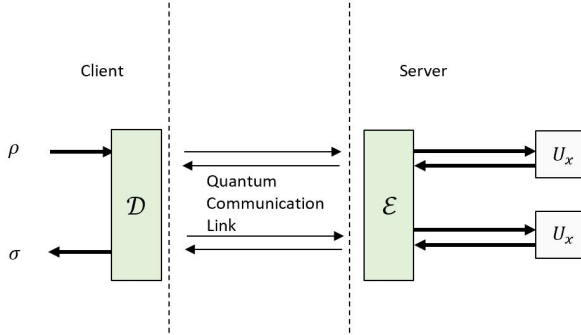 Client
Server
ρ
𝒟
Quantum
Communication
Link
ℰ
U_x
σ
U_x